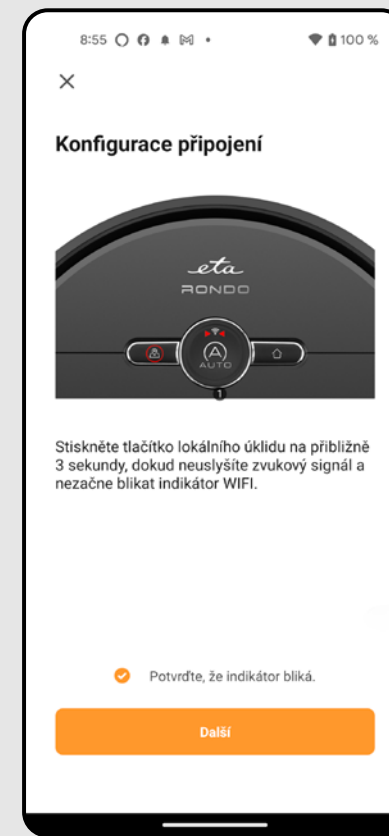 8:55
100 %
Konfigurace připojení
eta
RONDO
A
AUTO
1
Stiskněte tlačítko lokálního úklidu na přibližně
3 sekundy, dokud neuslyšíte zvukový signál a
nezačne blikat indikátor WIFI.
Potvrďte, že indikátor bliká.
Další